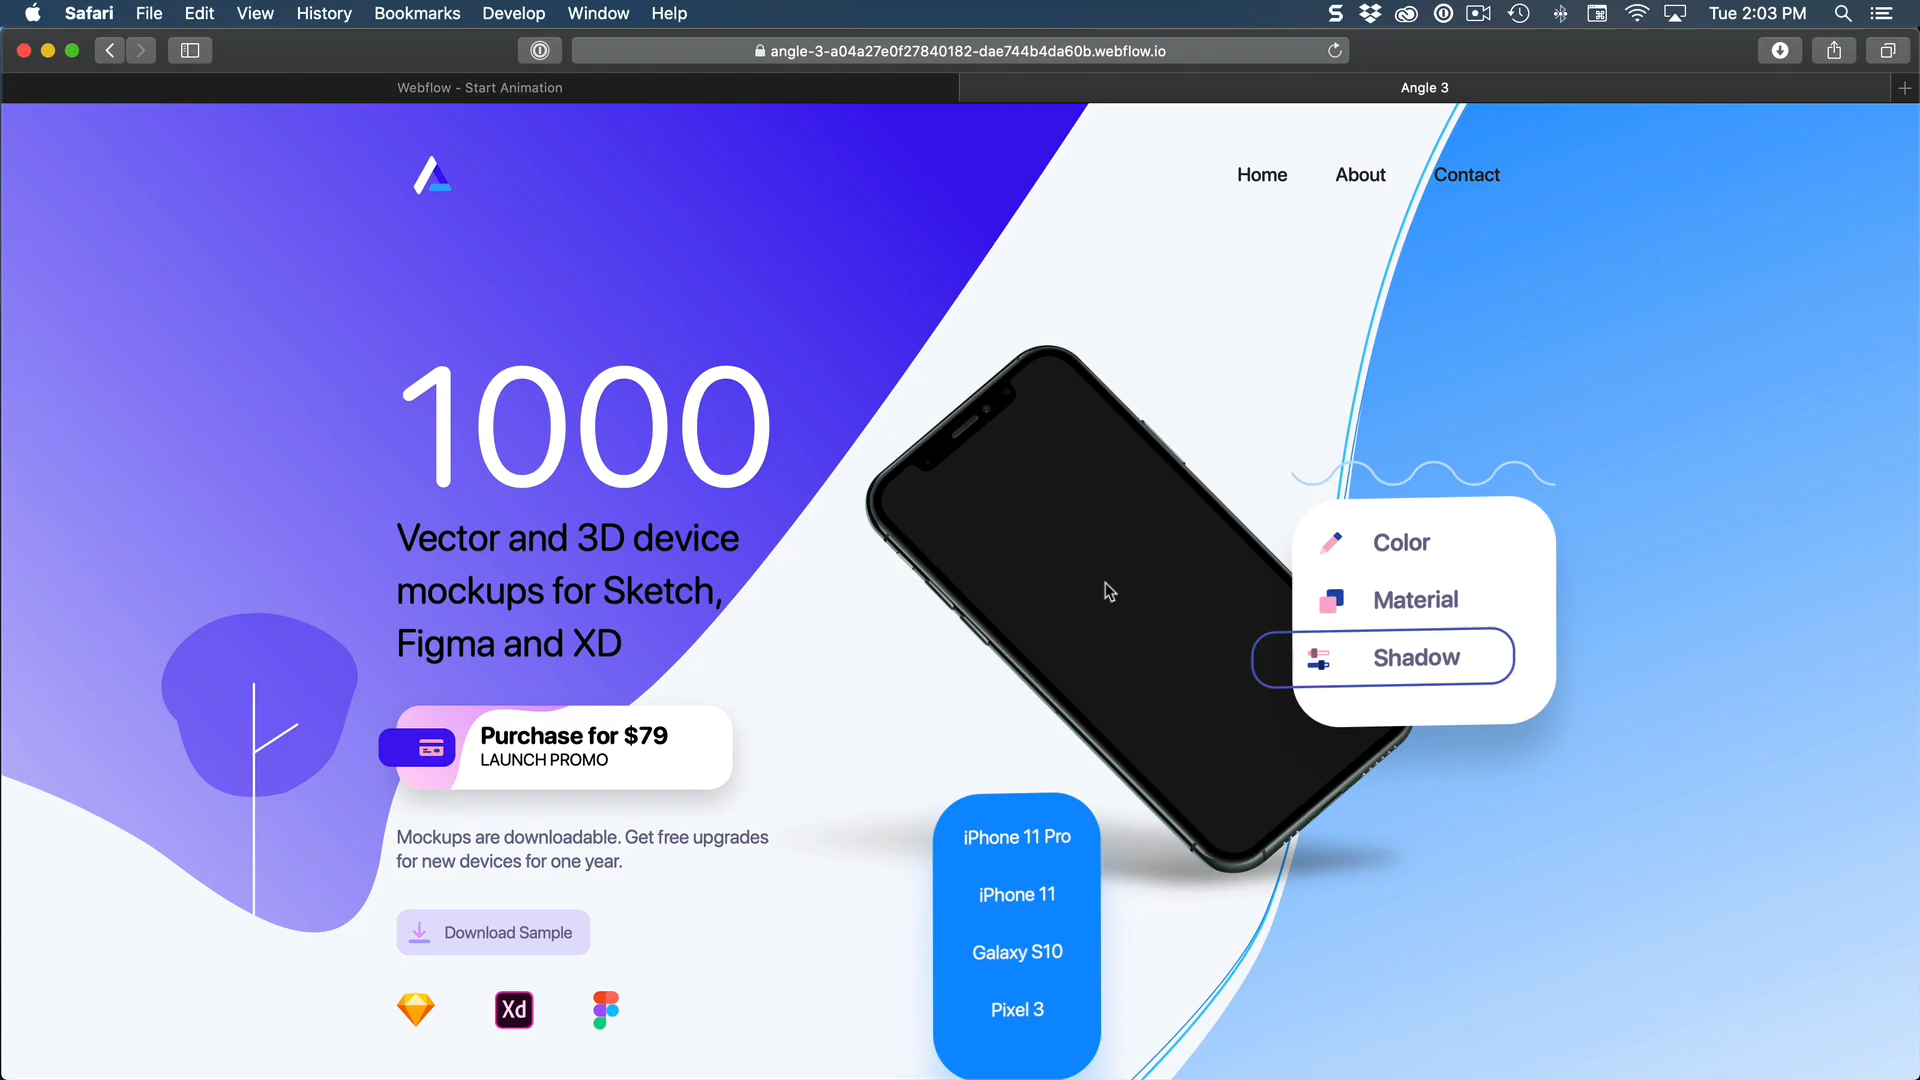 Safari File Edit View History Bookmarks Develop Window Help
Tue 2:03 PM
angle-3-a04a27e0f27840182-dae744b4da60b.webflow.io
Webflow - Start Animation
Angle 3
Home About Contact
1000
Vector and 3D device
mockups for Sketch,
Figma and XD
Color
Material
Shadow
Purchase for $79
LAUNCH PROMO
Mockups are downloadable. Get free upgrades
for new devices for one year.
Download Sample
Xd
iPhone 11 Pro
iPhone 11
Galaxy S10
Pixel 3